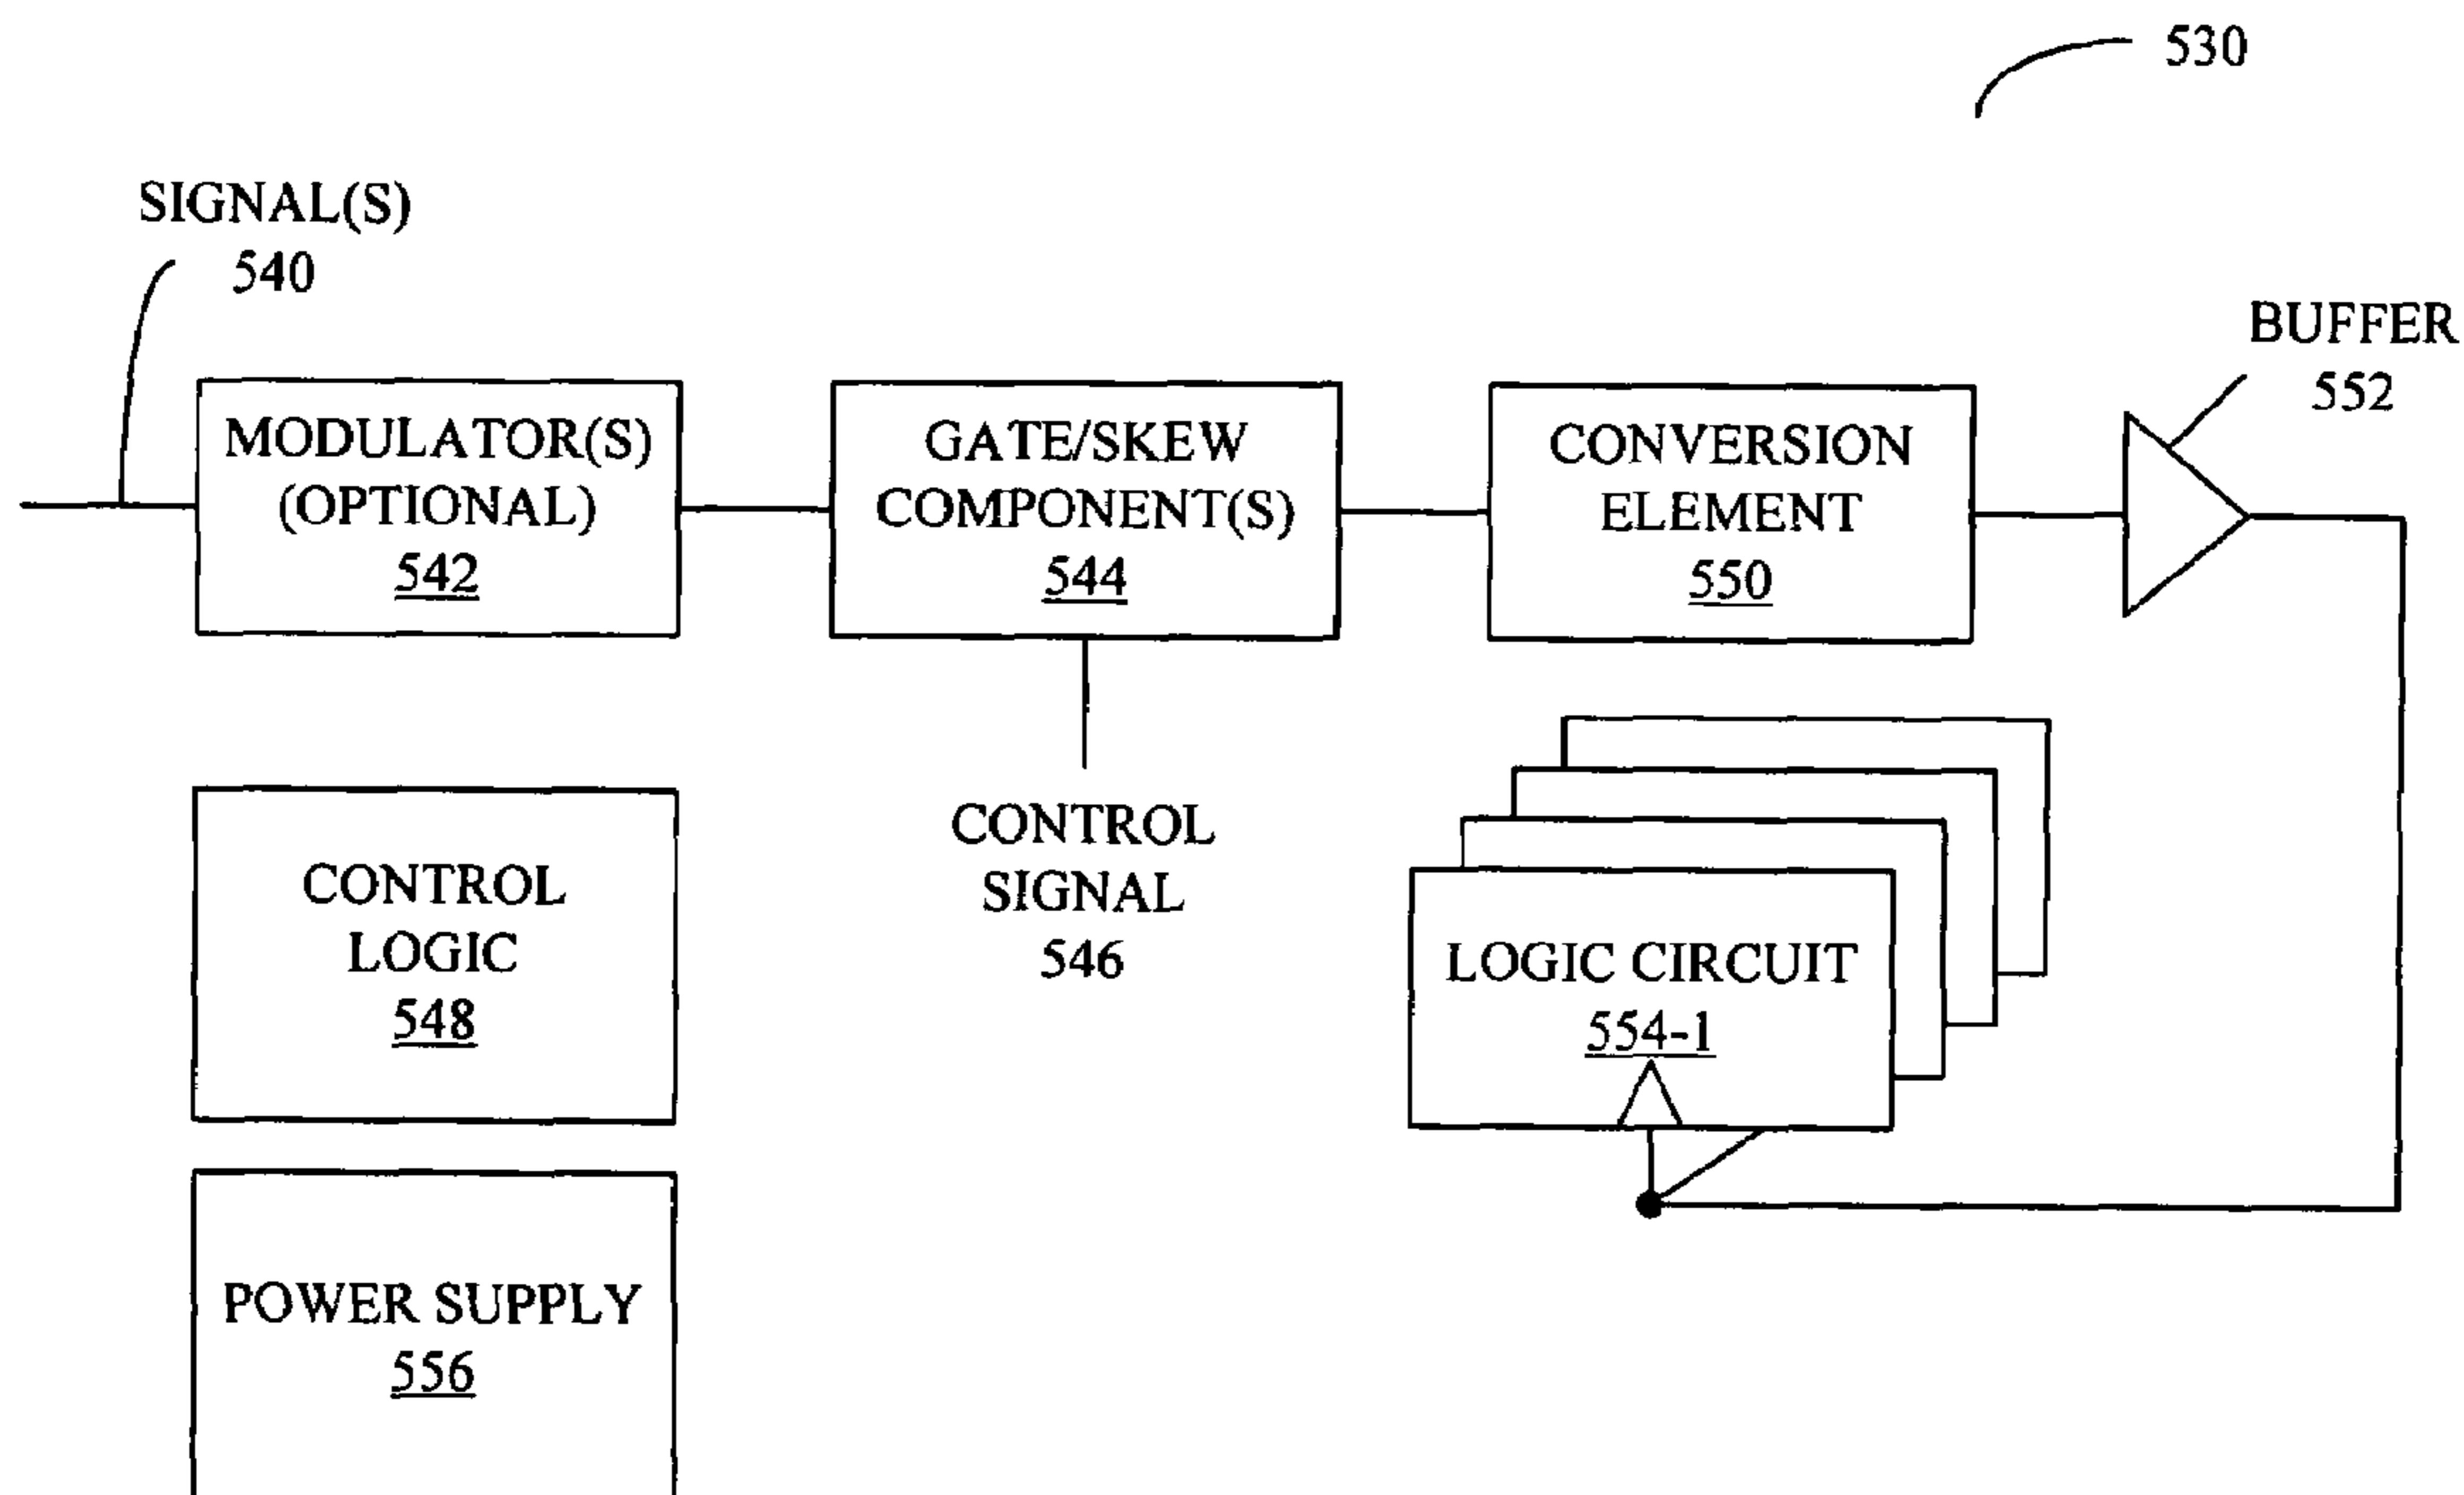 530
SIGNAL(S)
540
BUFFER
552
MODULATOR(S)
(OPTIONAL)
542
GATE/SKEW
COMPONENT(S)
544
CONVERSION
ELEMENT
550
CONTROL
LOGIC
548
CONTROL
SIGNAL
546
LOGIC CIRCUIT
554-1
POWER SUPPLY
556